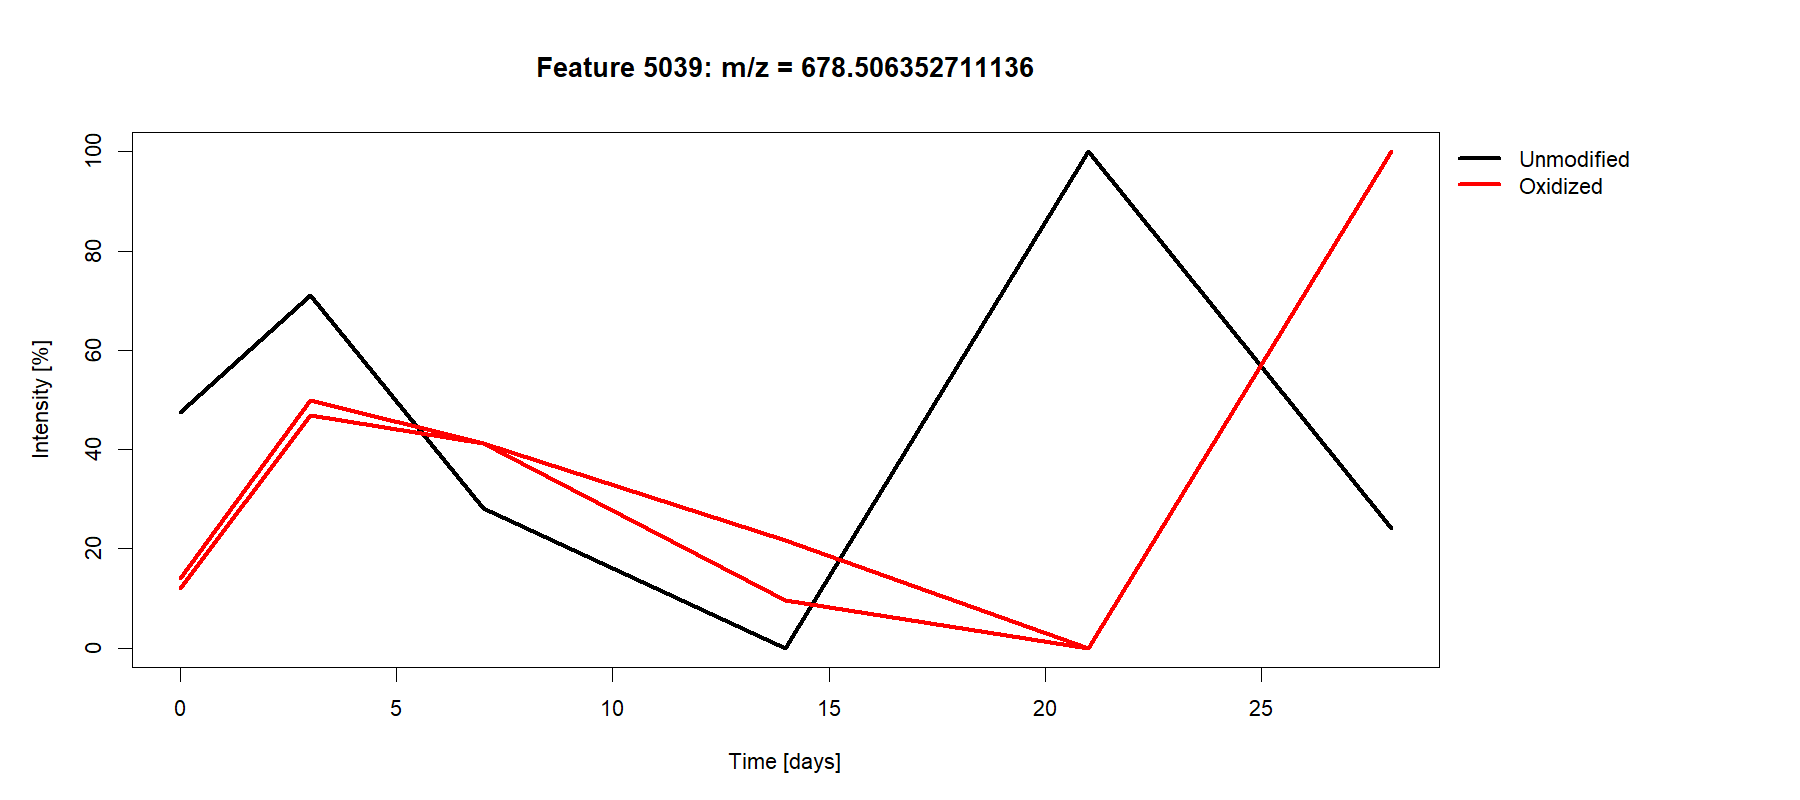 Feature 5039: m/z = 678.506352711136
Unmodified
Oxidized
Intensity [%]
100
80
60
40
20
0
0 5 10 15 20 25
Time [days]